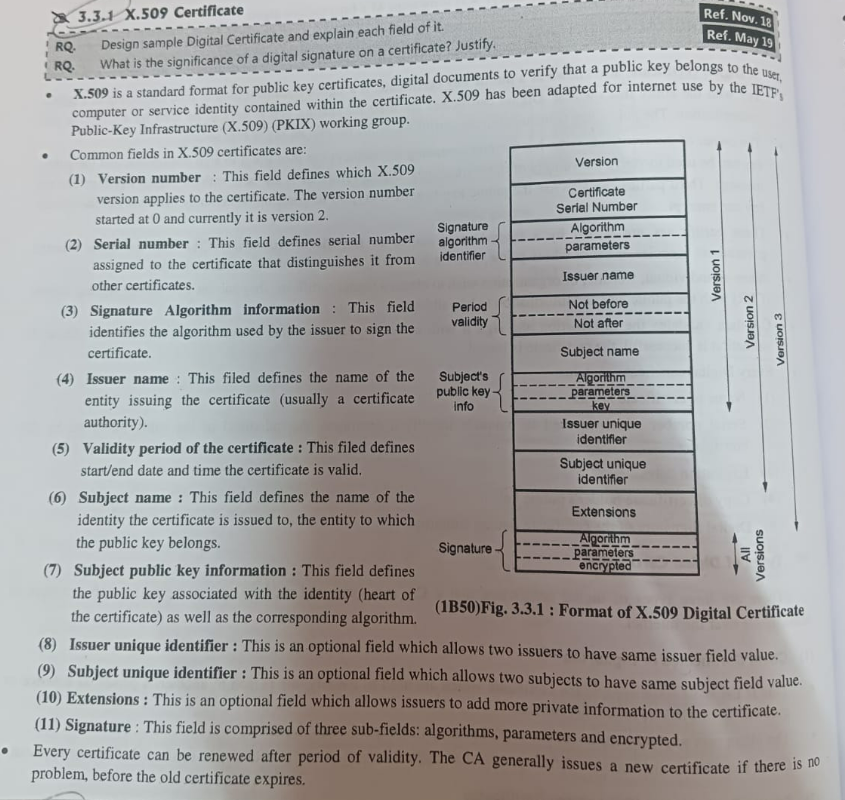 3.3.1 X.509 Certificate
Ref. Nov. 18
Ref. May 19
RQ. Design sample Digital Certificate and explain each field of it.
RQ. What is the significance of a digital signature on a certificate? Justify.
• X.509 is a standard format for public key certificates, digital documents to verify that a public key belongs to the user,
computer or service identity contained within the certificate. X.509 has been adapted for internet use by the IETF's
Public-Key Infrastructure (X.509) (PKIX) working group.
• Common fields in X.509 certificates are:
(1) Version number : This field defines which X.509
version applies to the certificate. The version number
started at 0 and currently it is version 2.
(2) Serial number : This field defines serial number
assigned to the certificate that distinguishes it from
other certificates.
(3) Signature Algorithm information : This field
identifies the algorithm used by the issuer to sign the
certificate.
(4) Issuer name : This filed defines the name of the
entity issuing the certificate (usually a certificate
authority).
(5) Validity period of the certificate : This filed defines
start/end date and time the certificate is valid.
(6) Subject name : This field defines the name of the
identity the certificate is issued to, the entity to which
the public key belongs.
(7) Subject public key information : This field defines
the public key associated with the identity (heart of
the certificate) as well as the corresponding algorithm.
Version
Certificate
Serial Number
Signature
algorithm
identifier
Algorithm
parameters
Issuer name
Period
validity
Not before
Not after
Subject name
Subject's
public key
info
Algorithm
parameters
key
Issuer unique
identifier
Subject unique
identifier
Extensions
Signature
Algorithm
parameters
encrypted
Version 1
Version 2
Version 3
All
Versions
(1B50)Fig. 3.3.1 : Format of X.509 Digital Certificate
(8) Issuer unique identifier : This is an optional field which allows two issuers to have same issuer field value.
(9) Subject unique identifier : This is an optional field which allows two subjects to have same subject field value.
(10) Extensions : This is an optional field which allows issuers to add more private information to the certificate.
(11) Signature : This field is comprised of three sub-fields: algorithms, parameters and encrypted.
• Every certificate can be renewed after period of validity. The CA generally issues a new certificate if there is no
problem, before the old certificate expires.